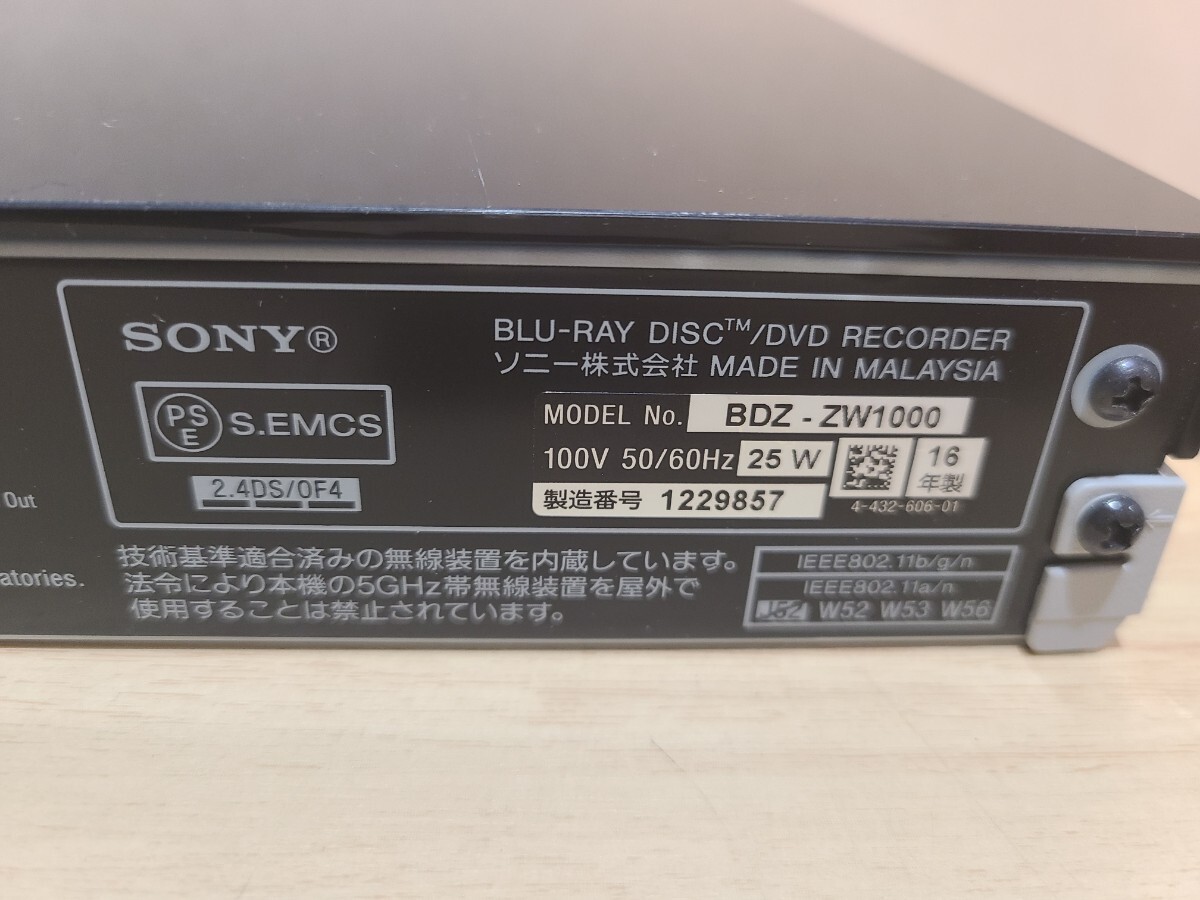 SONY®
BLU-RAY DISC™/DVD RECORDER
ソニー株式会社 MADE IN MALAYSIA
PS
E
S.EMCS
MODEL No. BDZ - ZW1000
100V 50/60Hz 25 W
16
年製
2.4DS/OF4
製造番号 1229857
4-432-606-01
Out
atories.
技術基準適合済みの無線装置を内蔵しています。
法令により本機の5GHz帯無線装置を屋外で
使用することは禁止されています。
IEEE802.11b/g/n
IEEE802.11a/n
J52 W52 W53 W56